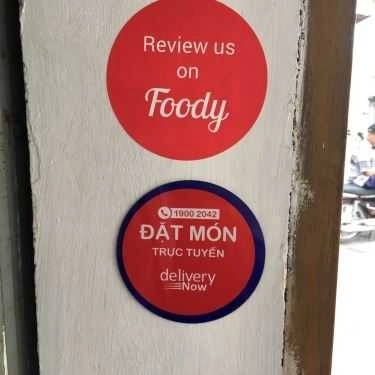 Review us
on
Foody
1900 2042
ĐẶT MÓN
TRỰC TUYẾN
delivery
Now